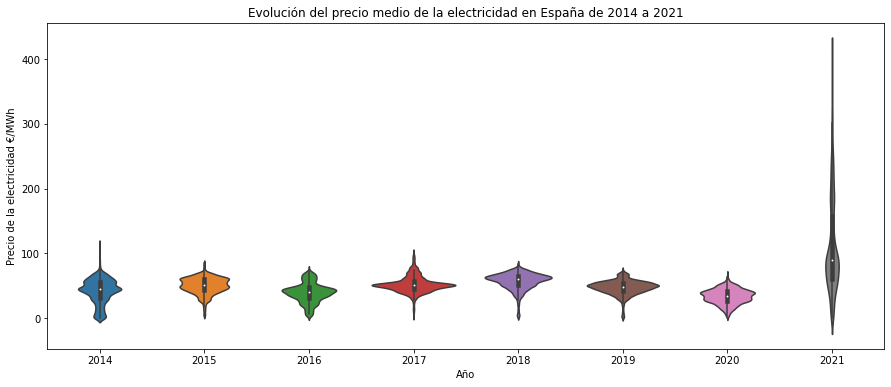 Evolución del precio medio de la electricidad en España de 2014 a 2021
Precio de la electricidad €/MWh
400
300
200
100
0
2014 2015 2016 2017 2018 2019 2020 2021
Año